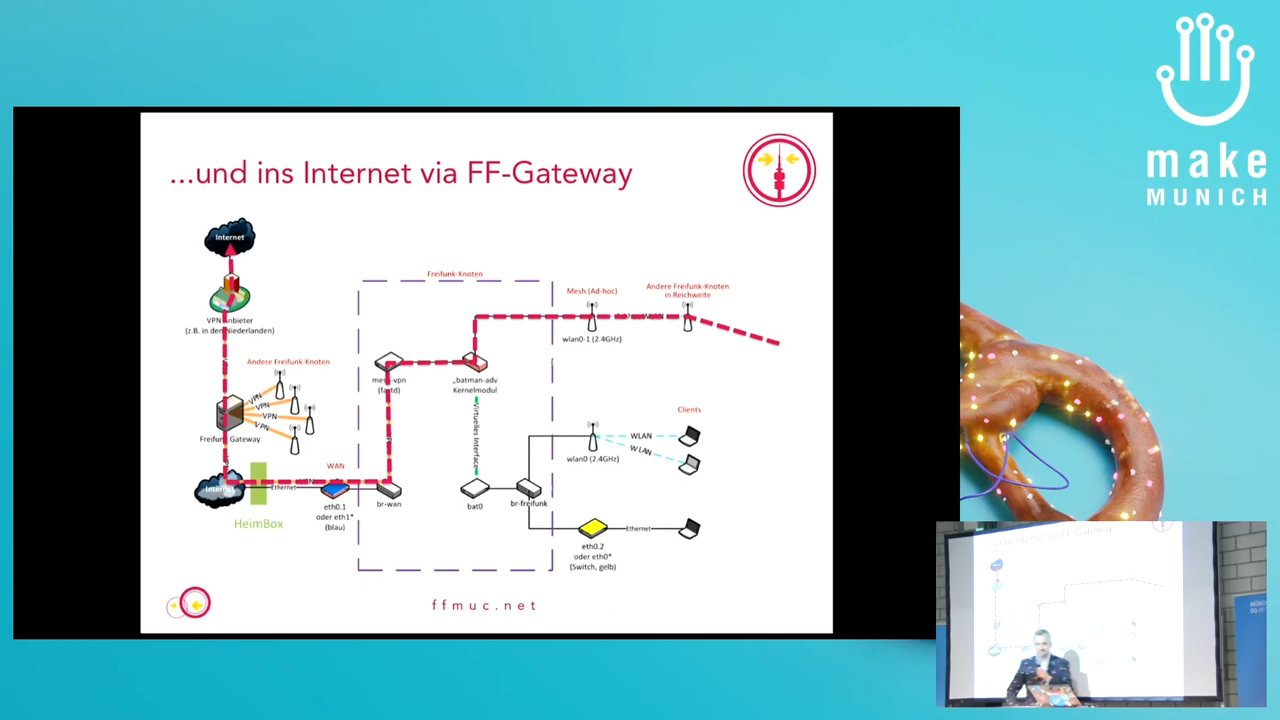 ...und ins Internet via FF-Gateway
make
MUNICH
Internet
VPN Anbieter
(z.B. in den Niederlanden)
Andere Freifunk-Knoten
VPN
VPN
VPN
VPN
Freifunk Gateway
Internet
Ethernet
HeimBox
WAN
eth0.1
oder eth1*
(blau)
Freifunk-Knoten
mesh-vpn
(fastd)
„batman-adv
Kernelmodul
Virtuelles Interface
br-wan
bat0
br-freifunk
Mesh (Ad-hoc)
wlan0-1 (2.4GHz)
WLAN
Andere Freifunk-Knoten
in Reichweite
Clients
wlan0 (2.4GHz)
WLAN
WLAN
Ethernet
eth0.2
oder eth0*
(Switch, gelb)
ffmuc.net